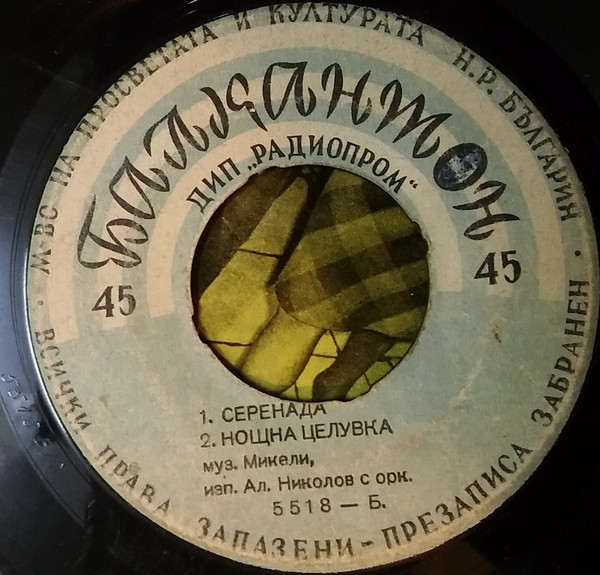 М-ВО НА ПРОСВЕТАТА И КУЛТУРАТА Н.Р. БЪЛГАРИЯ
БАЛКАНТОН
ДИП „РАДИОПРОМ“
45
45
1. СЕРЕНАДА
2. НОЩНА ЦЕЛУВКА
муз. Микели,
изп. Ал. Николов с орк.
5518 — Б.
ВСИЧКИ ПРАВА ЗАПАЗЕНИ - ПРЕЗАПИСА ЗАБРАНЕН